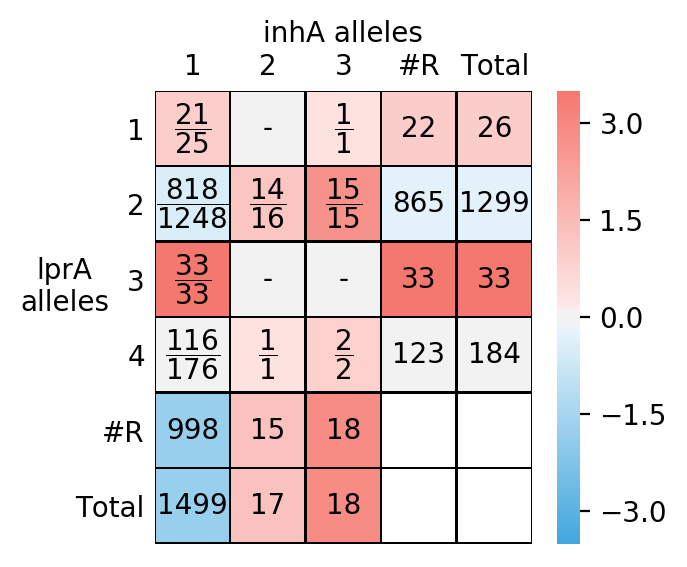 inhA alleles
1 2 3 #R Total
1 21/25 - 1/1 22 26
2 818/1248 14/16 15/15 865 1299
lprA alleles
3 33/33 - - 33 33
4 116/176 1/1 2/2 123 184
#R 998 15 18
Total 1499 17 18
3.0
1.5
0.0
−1.5
−3.0